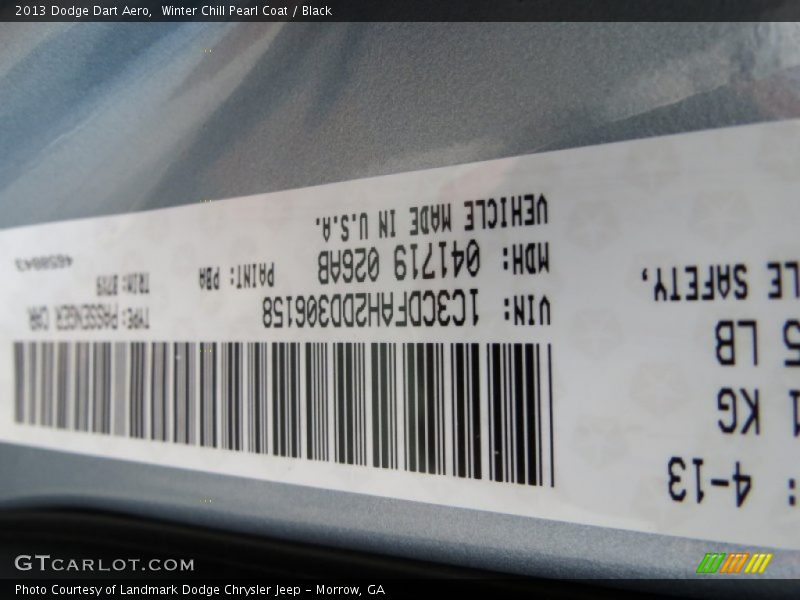 2013 Dodge Dart Aero, Winter Chill Pearl Coat / Black
: 4-13
1 KG
5 LB
LE SAFETY.
VIN: 1C3CDFAH2DD306158
TYPE: PASSENGER CAR
MDH: 041719 026AB
PAINT: PBA
TRIM: B7X9
VEHICLE MADE IN U.S.A.
GTCARLOT.COM
Photo Courtesy of Landmark Dodge Chrysler Jeep - Morrow, GA